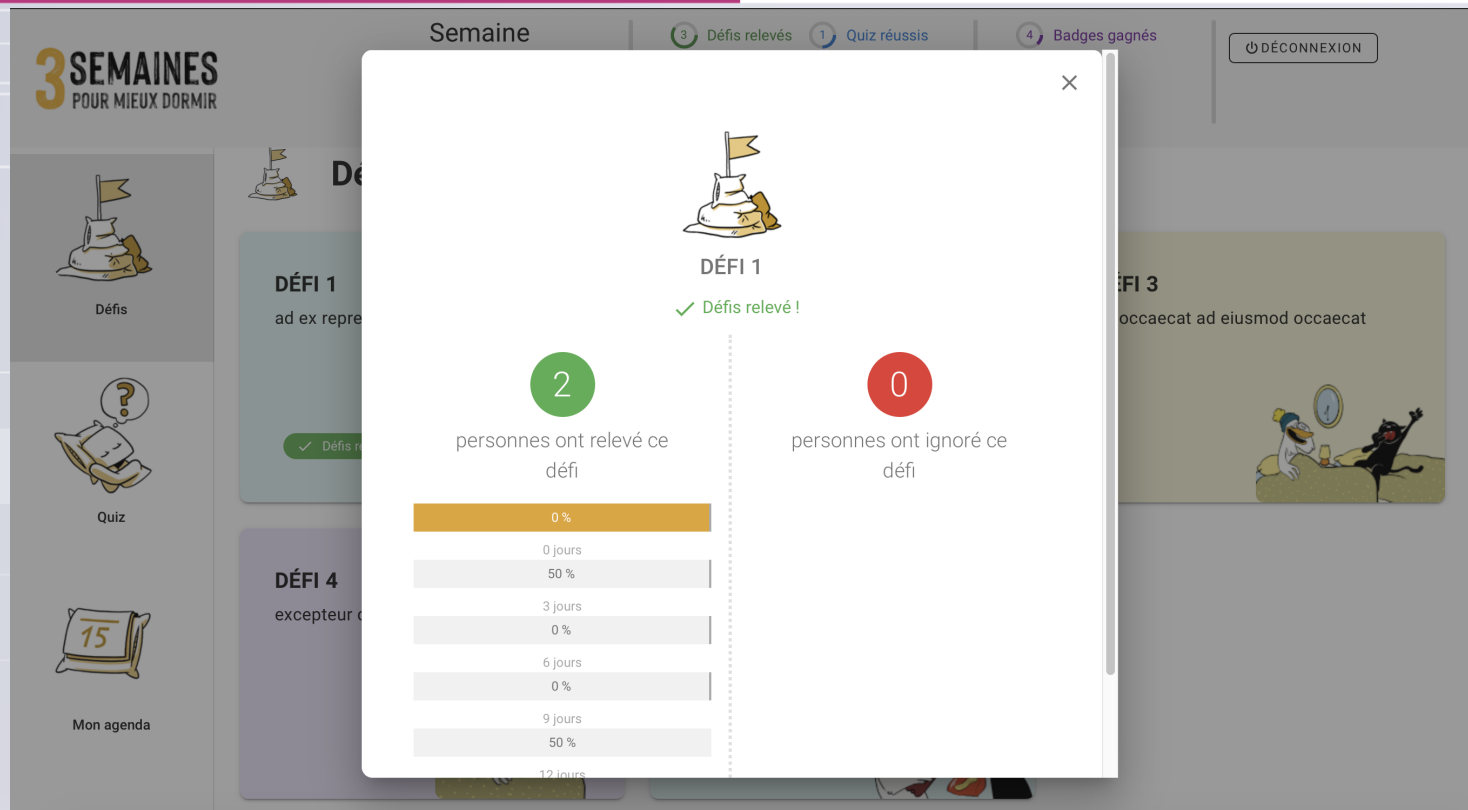 Semaine
3 Défis relevés
1 Quiz réussis
4 Badges gagnés
DÉCONNEXION
3 SEMAINES
POUR MIEUX DORMIR
Défis
?
Quiz
15
Mon agenda
DÉFI 1
ad ex
Défis
DÉFI 3
occaecat ad eiusmod occaecat
DÉFI 4
excepteur
DÉFI 1
Défis relevé !
2
personnes ont relevé ce
défi
0
personnes ont ignoré ce
défi
0 %
0 jours
50 %
3 jours
0 %
6 jours
0 %
9 jours
50 %
12 jours